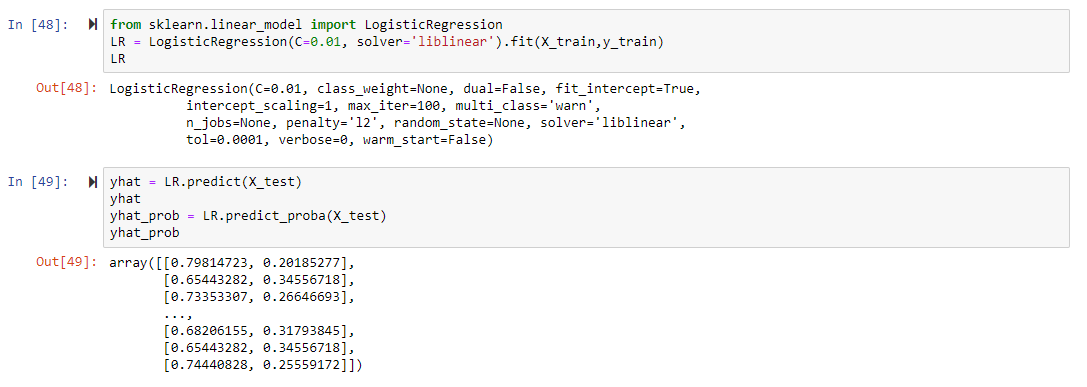 In [48]: from sklearn.linear_model import LogisticRegression
LR = LogisticRegression(C=0.01, solver='liblinear').fit(X_train,y_train)
LR
Out[48]: LogisticRegression(C=0.01, class_weight=None, dual=False, fit_intercept=True,
intercept_scaling=1, max_iter=100, multi_class='warn',
n_jobs=None, penalty='l2', random_state=None, solver='liblinear',
tol=0.0001, verbose=0, warm_start=False)
In [49]: yhat = LR.predict(X_test)
yhat
yhat_prob = LR.predict_proba(X_test)
yhat_prob
Out[49]: array([[0.79814723, 0.20185277],
[0.65443282, 0.34556718],
[0.73353307, 0.26646693],
...,
[0.68206155, 0.31793845],
[0.65443282, 0.34556718],
[0.74440828, 0.25559172]])